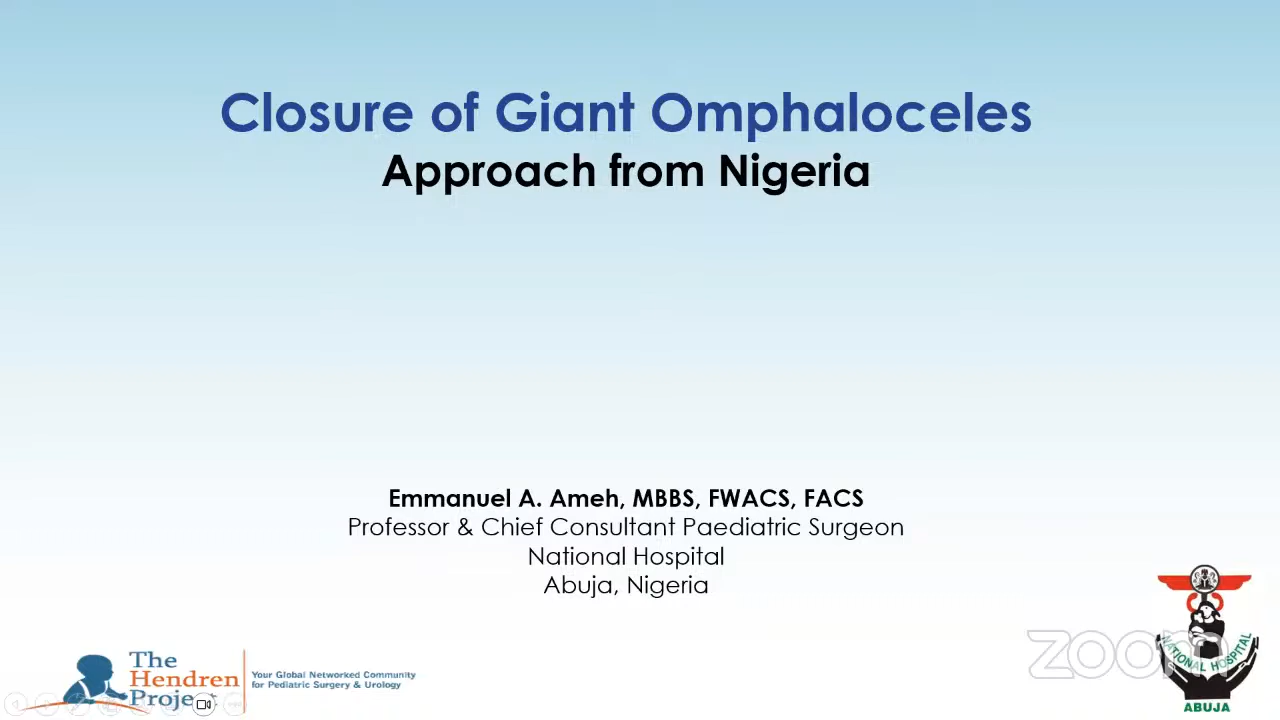 Closure of Giant Omphaloceles
Approach from Nigeria
Emmanuel A. Ameh, MBBS, FWACS, FACS
Professor & Chief Consultant Paediatric Surgeon
National Hospital
Abuja, Nigeria
The
Hendren
Project
Your Global Networked Community
for Pediatric Surgery & Urology
zoom
NATIONAL HOSPITAL
ABUJA